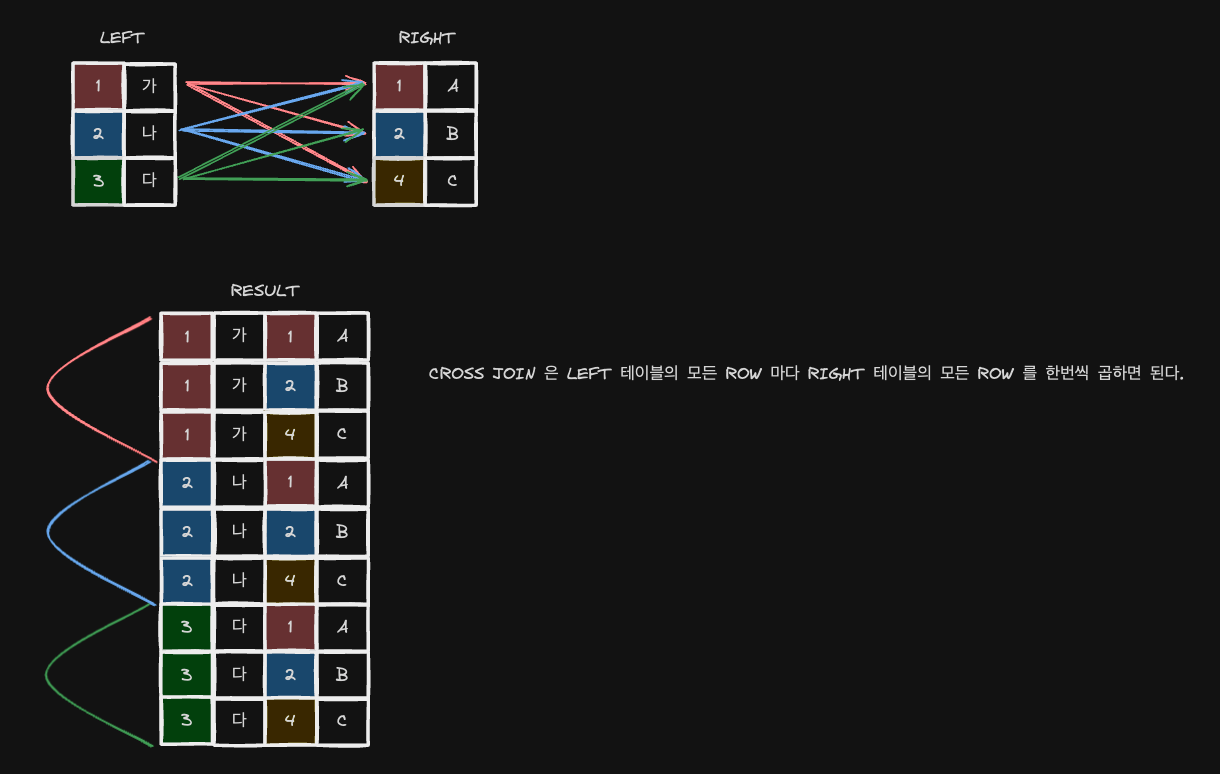 LEFT RIGHT
1 가 1 A
2 나 2 B
3 다 4 C
RESULT
1 가 1 A
1 가 2 B
CROSS JOIN 은 LEFT 테이블의 모든 ROW 마다 RIGHT 테이블의 모든 ROW 를 한번씩 곱하면 된다.
1 가 4 C
2 나 1 A
2 나 2 B
2 나 4 C
3 다 1 A
3 다 2 B
3 다 4 C